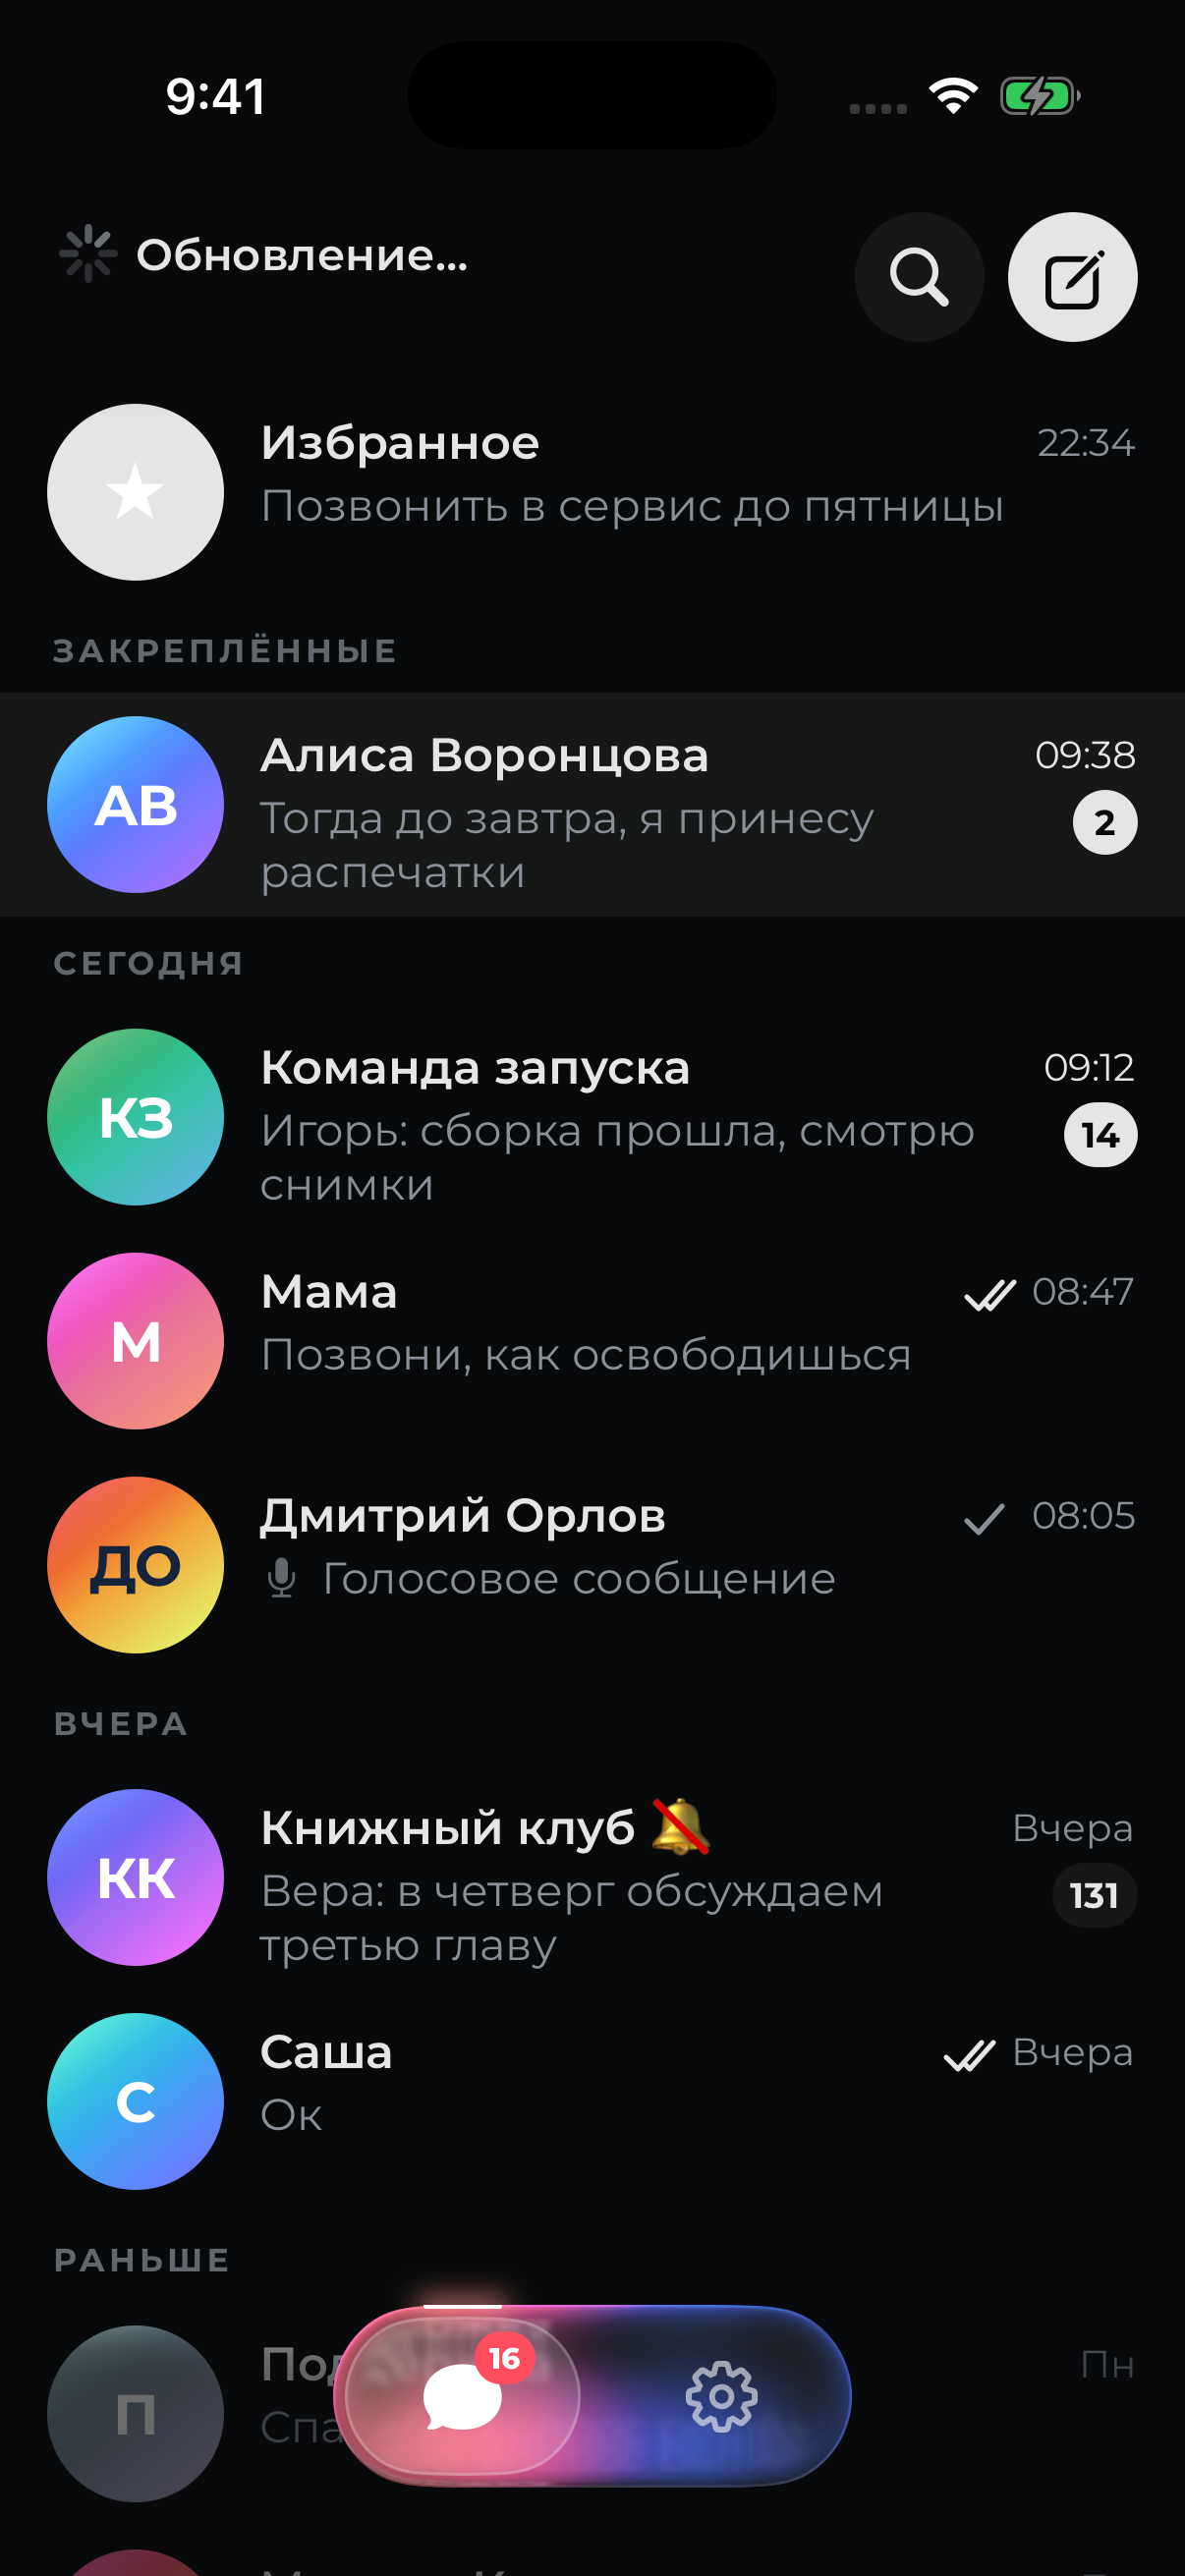 9:41
Обновление...
Избранное
22:34
Позвонить в сервис до пятницы
ЗАКРЕПЛЁННЫЕ
АВ
Алиса Воронцова
09:38
Тогда до завтра, я принесу
2
распечатки
СЕГОДНЯ
КЗ
Команда запуска
09:12
Игорь: сборка прошла, смотрю
14
снимки
М
Мама
08:47
Позвони, как освободишься
ДО
Дмитрий Орлов
08:05
Голосовое сообщение
ВЧЕРА
КК
Книжный клуб
Вчера
Вера: в четверг обсуждаем
131
третью главу
С
Саша
Вчера
Ок
РАНЬШЕ
П
Пн
16